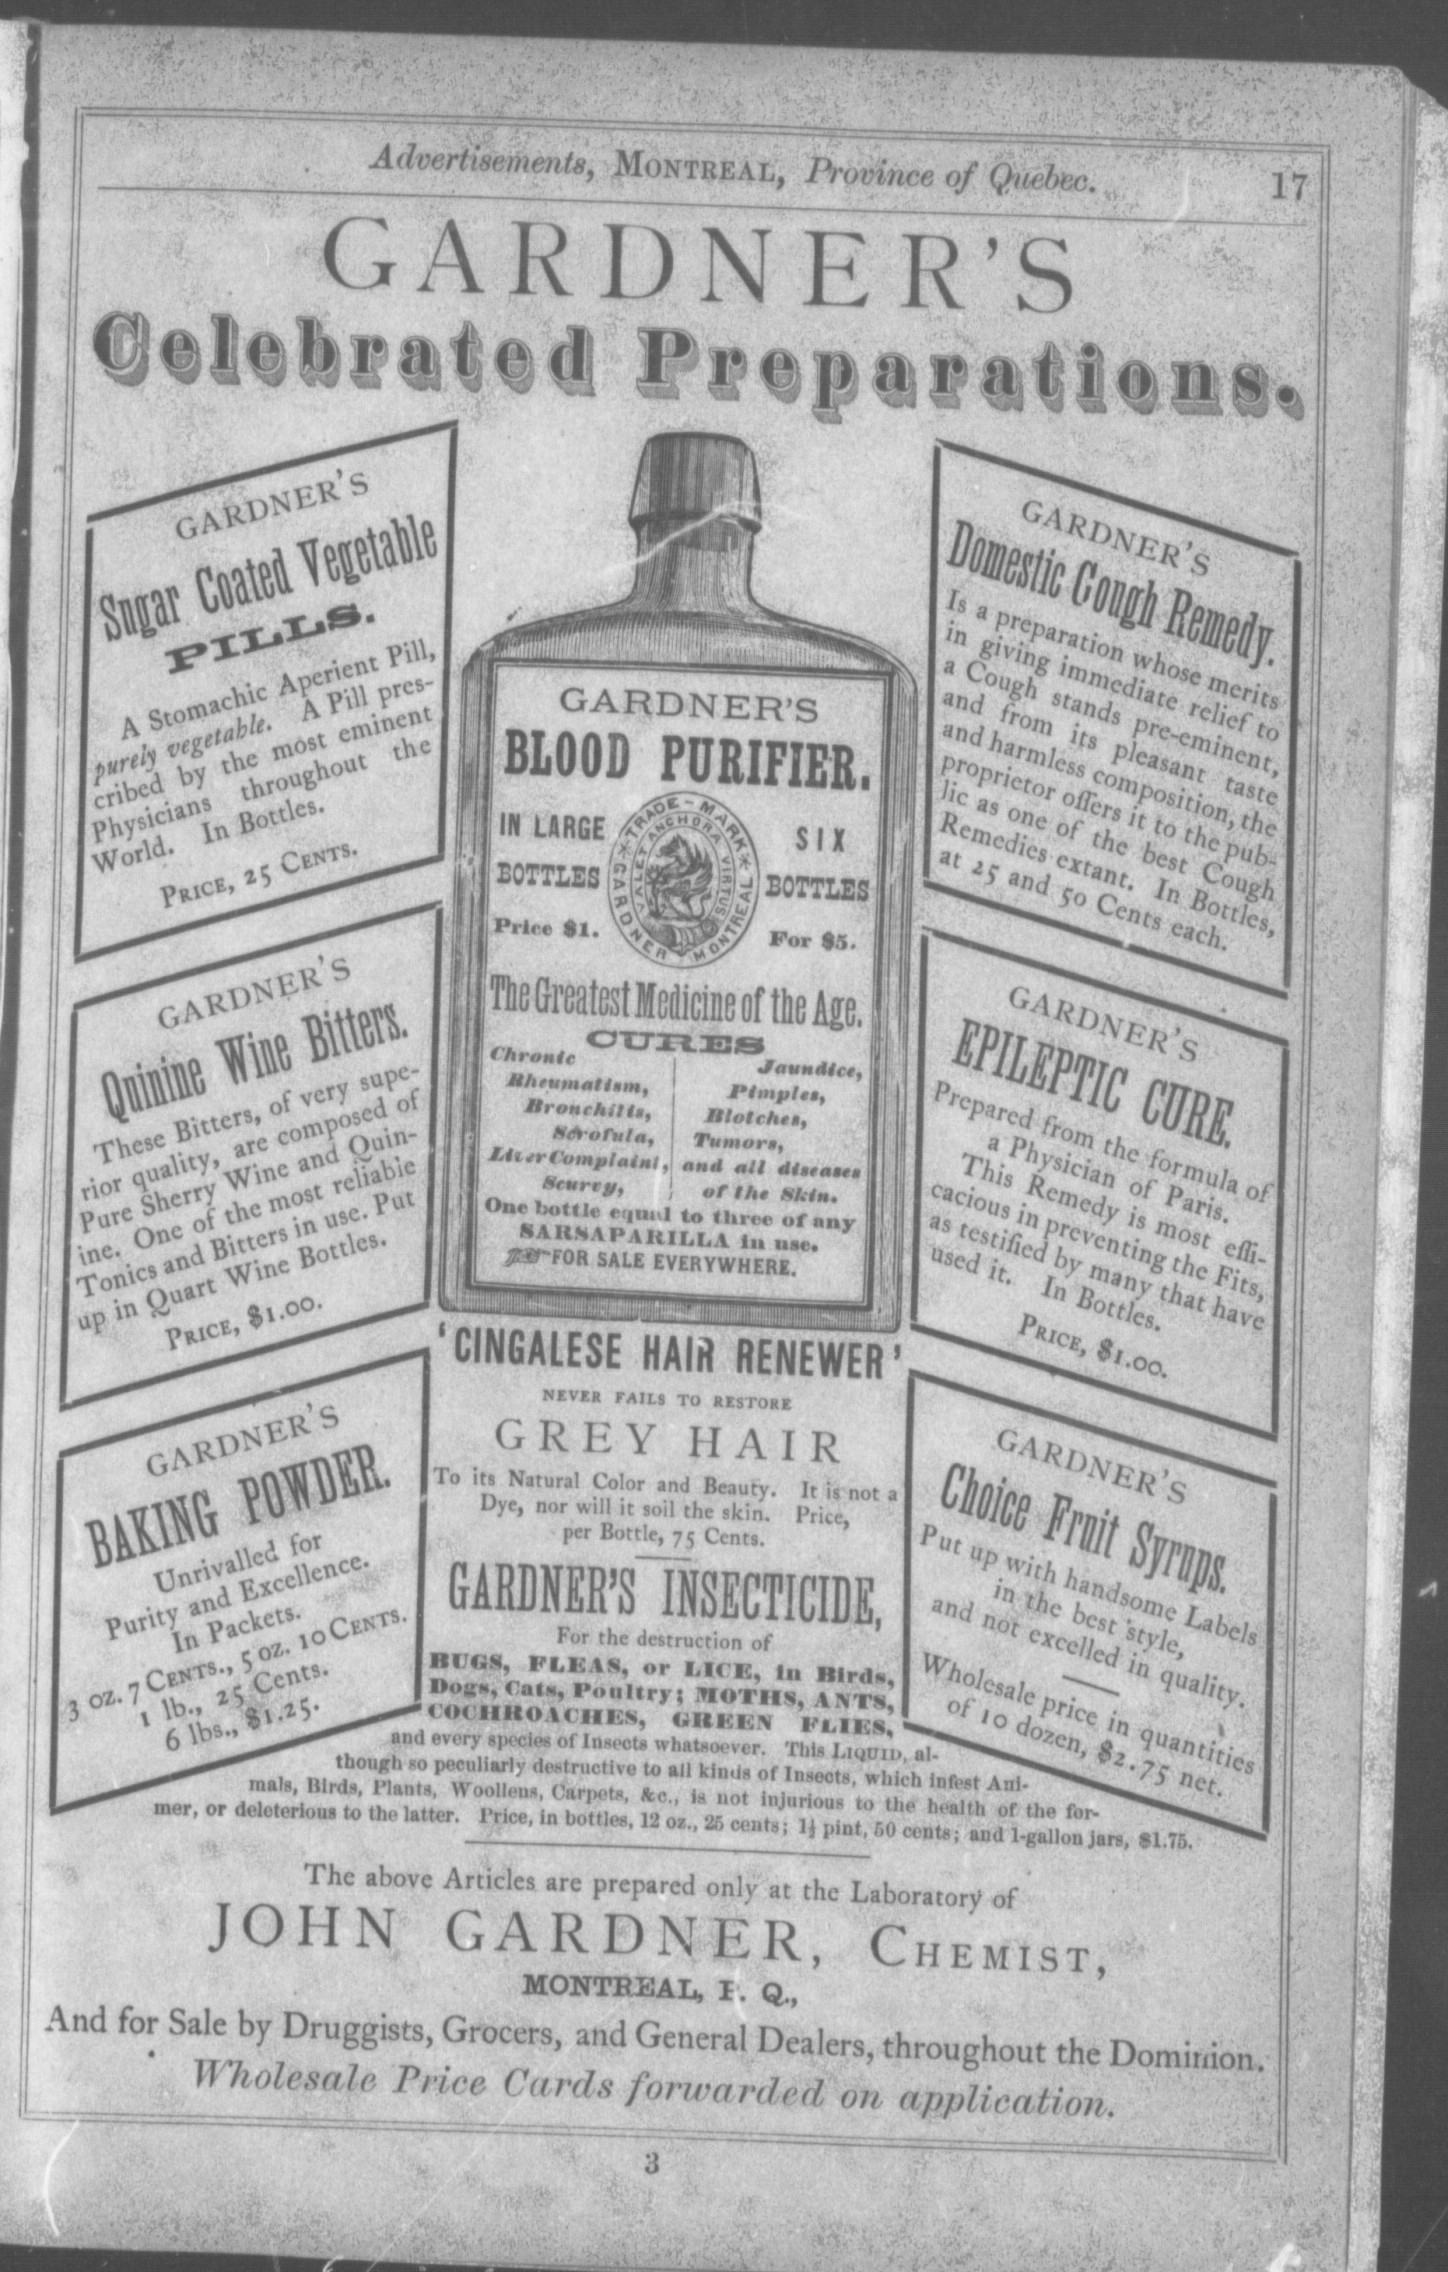 Advertisements, MONTREAL, Province of Quebec. 17
GARDNER'S
Celebrated Preparations.
GARDNER'S
Sugar Coated Vegetable
PILLS.
A Stomachic Aperient Pill,
purely vegetable. A Pill pres-
cribed by the most eminent
Physicians throughout the
World. In Bottles.
PRICE, 25 CENTS.
GARDNER'S
Quinine Wine Bitters.
These Bitters, of very supe-
rior quality, are composed of
Pure Sherry Wine and Quin-
ine. One of the most reliable
Tonics and Bitters in use. Put
up in Quart Wine Bottles.
PRICE, $1.00.
GARDNER'S
BAKING POWDER.
Unrivalled for
Purity and Excellence.
In Packets.
3 oz. 7 CENTS., 5 oz. 10 CENTS.
1 lb., 25 Cents.
6 lbs., $1.25.
GARDNER'S
BLOOD PURIFIER.
IN LARGE
BOTTLES
Price $1.
TRADE-MARK
GARDNER MONTREAL
VALET ANCHORA VIRTUS
SIX
BOTTLES
For $5.
The Greatest Medicine of the Age.
CURES
Chronic
Rheumatism,
Bronchitis,
Scrofula,
Liver Complaint,
Scurvy,
Jaundice,
Pimples,
Blotches,
Tumors,
and all diseases
of the Skin.
One bottle equal to three of any
SARSAPARILLA in use.
☞FOR SALE EVERYWHERE.
'CINGALESE HAIR RENEWER'
NEVER FAILS TO RESTORE
GREY HAIR
To its Natural Color and Beauty. It is not a
Dye, nor will it soil the skin. Price,
per Bottle, 75 Cents.
GARDNER'S INSECTICIDE,
For the destruction of
BUGS, FLEAS, or LICE, in Birds,
Dogs, Cats, Poultry; MOTHS, ANTS,
COCHROACHES, GREEN FLIES,
and every species of Insects whatsoever. This LIQUID, al-
though so peculiarly destructive to all kinds of Insects, which infest Ani-
mals, Birds, Plants, Woollens, Carpets, &c., is not injurious to the health of the for-
mer, or deleterious to the latter. Price, in bottles, 12 oz., 25 cents; 1½ pint, 50 cents; and 1-gallon jars, $1.75.
GARDNER'S
Domestic Cough Remedy.
Is a preparation whose merits
in giving immediate relief to
a Cough stands pre-eminent,
and from its pleasant taste
and harmless composition, the
proprietor offers it to the pub-
lic as one of the best Cough
Remedies extant. In Bottles,
at 25 and 50 Cents each.
GARDNER'S
EPILEPTIC CURE.
Prepared from the formula of
a Physician of Paris.
This Remedy is most effi-
cacious in preventing the Fits,
as testified by many that have
used it. In Bottles.
PRICE, $1.00.
GARDNER'S
Choice Fruit Syrups.
Put up with handsome Labels
in the best style,
and not excelled in quality.
Wholesale price in quantities
of 10 dozen, $2.75 net.
The above Articles are prepared only at the Laboratory of
JOHN GARDNER, CHEMIST,
MONTREAL, P. Q.,
And for Sale by Druggists, Grocers, and General Dealers, throughout the Dominion.
Wholesale Price Cards forwarded on application.
3